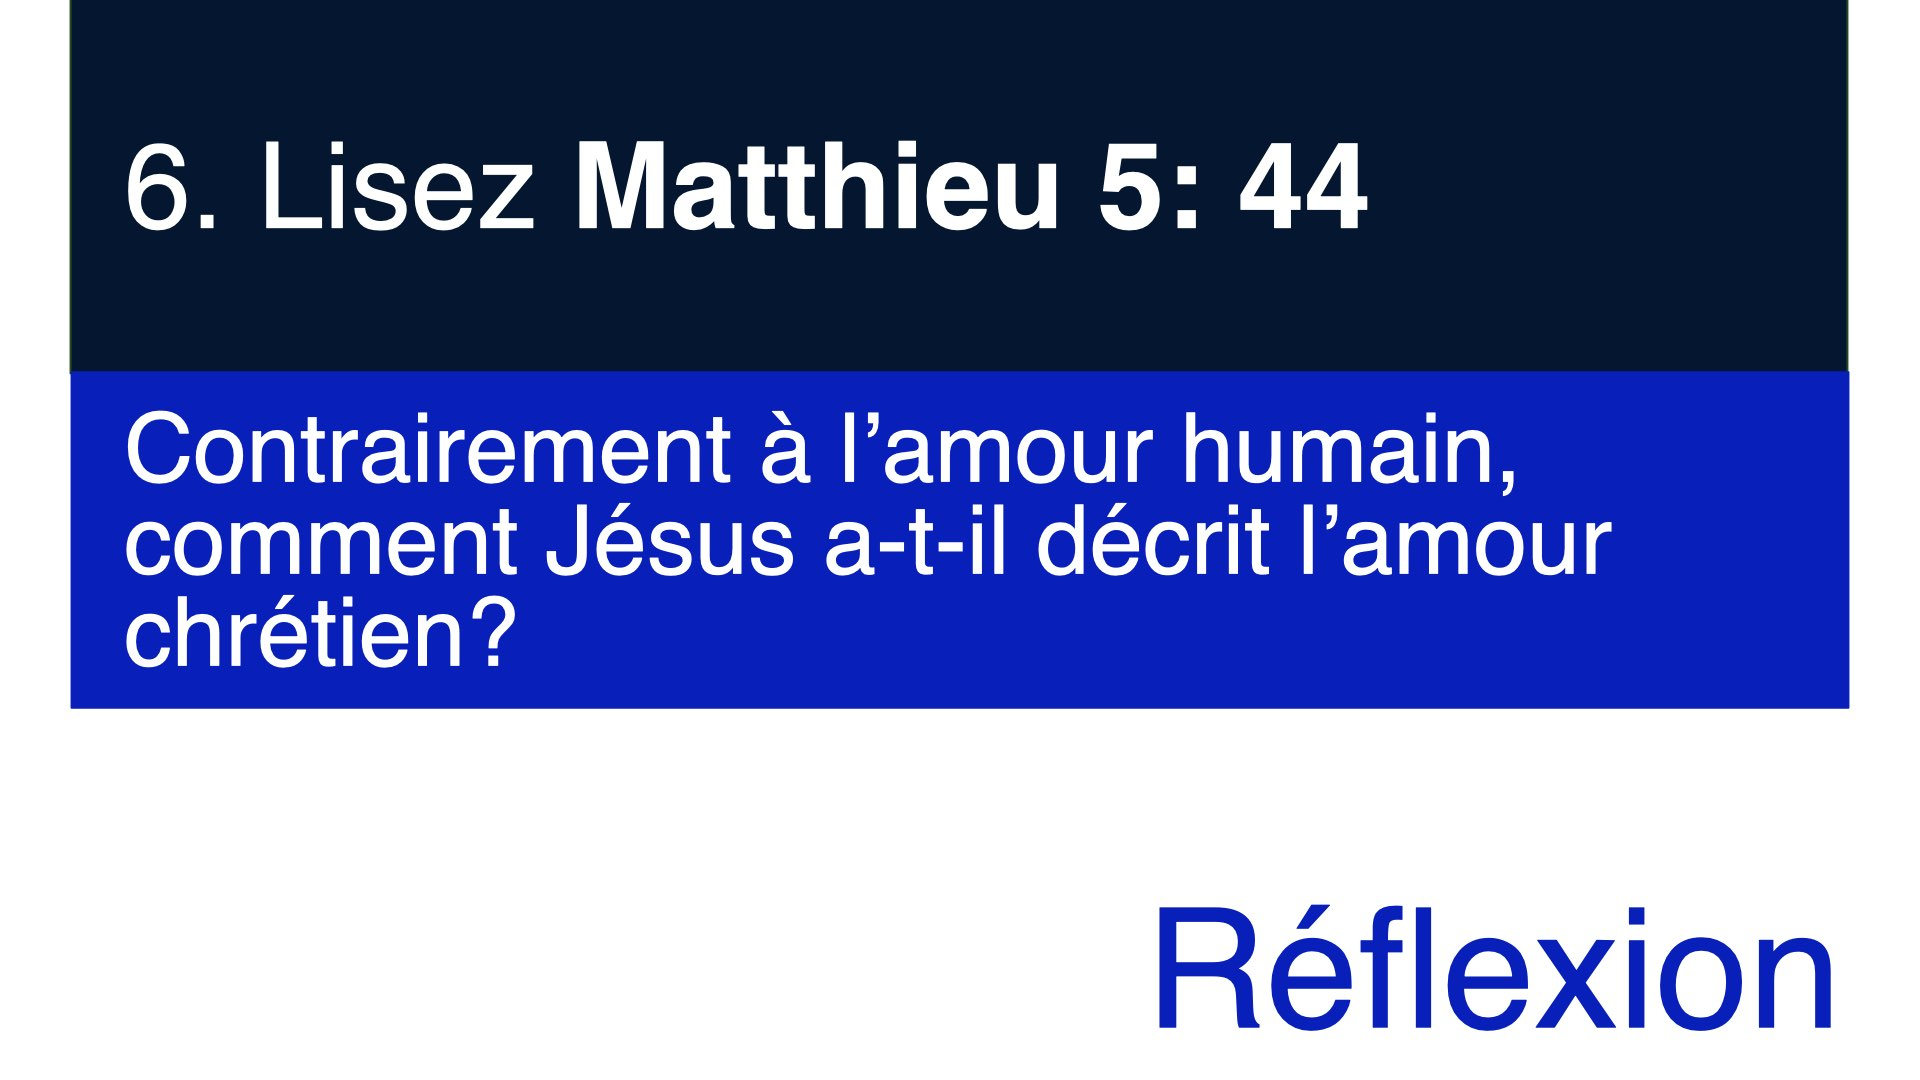 6. Lisez Matthieu 5: 44
Contrairement à l’amour humain,
comment Jésus a-t-il décrit l’amour
chrétien?
Réflexion